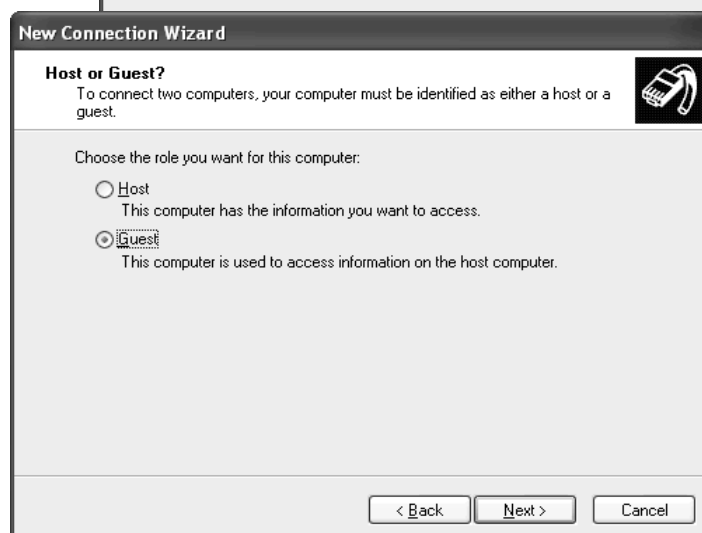 New Connection Wizard
Host or Guest?
To connect two computers, your computer must be identified as either a host or a
guest.
Choose the role you want for this computer:
Host
This computer has the information you want to access.
Guest
This computer is used to access information on the host computer.
< Back Next > Cancel